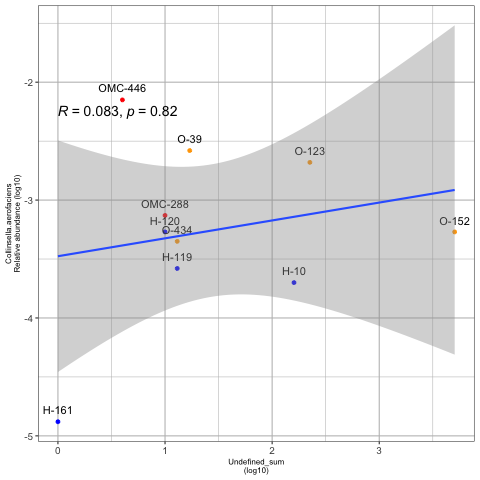 -2
-3
-4
-5
0
1
2
3
OMC-446
R = 0.083, p = 0.82
O-39
O-123
OMC-288
H-120
O-434
O-152
H-119
H-10
H-161
Collinsella.aerofaciens
Relative abundance (log10)
Undefined_sum
(log10)